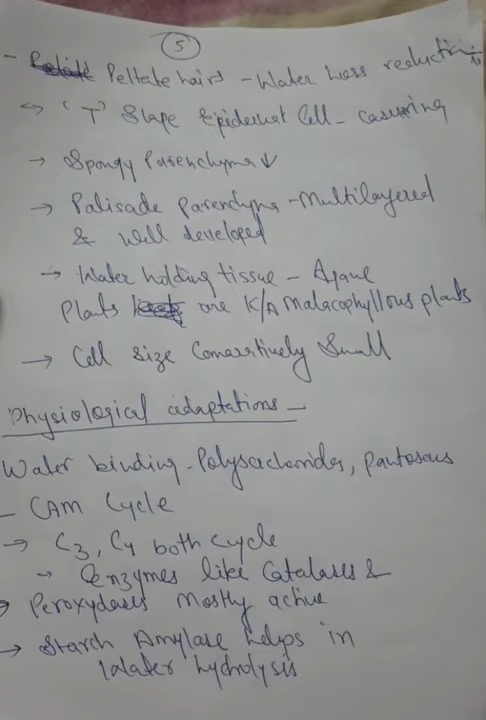 5
- Peltate hairs - Water Loss reduction
↳ 'T' Shape Epidermal Cell - casuring
→ Spongy Parenchyma ↓
→ Palisade Parenchyma - Multilayered
& Well developed
→ Water holding tissue - Agave
Plants are K/A Malacophyllous plants
→ Cell Size Comparitively Small
Physiological adaptations -
Water binding - Polysaccharides, Pentosans
- CAM Cycle
→ C3, C4 both cycle
→ enzymes like Catalases &
→ Peroxydases Mostly active
→ Starch Amylase helps in
Water hydrolysis